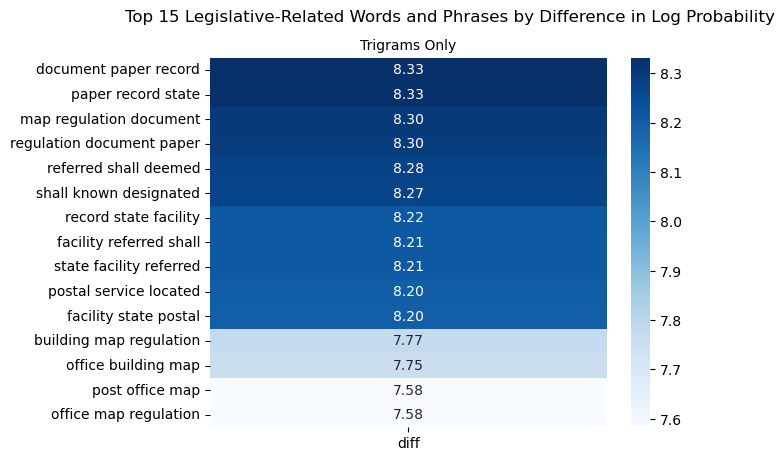 Top 15 Legislative-Related Words and Phrases by Difference in Log Probability
Trigrams Only
document paper record 8.33
paper record state 8.33
map regulation document 8.30
regulation document paper 8.30
referred shall deemed 8.28
shall known designated 8.27
record state facility 8.22
facility referred shall 8.21
state facility referred 8.21
postal service located 8.20
facility state postal 8.20
building map regulation 7.77
office building map 7.75
post office map 7.58
office map regulation 7.58
diff
8.3
8.2
8.1
8.0
7.9
7.8
7.7
7.6